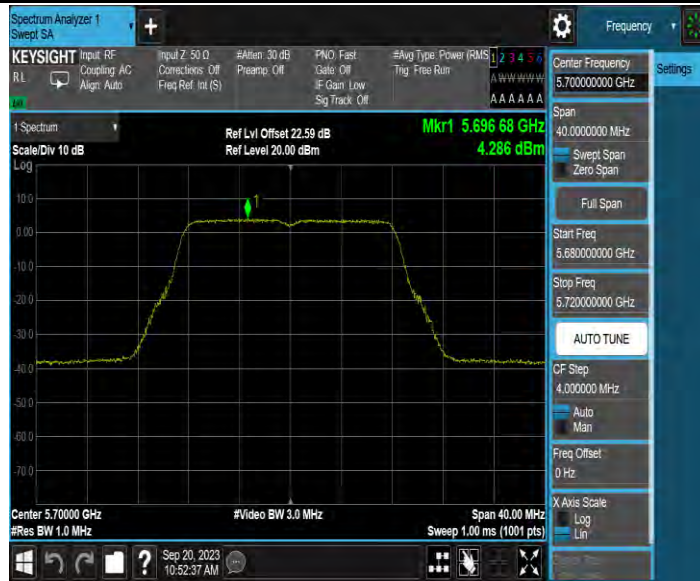 Spectrum Analyzer 1
Swept SA
+
Frequency
KEYSIGHT
RL
Input: RF
Coupling: AC
Align: Auto
Input Z: 50 Ω
Corrections: Off
Freq Ref: Int (S)
#Atten: 30 dB
Preamp: Off
PNO: Fast
Gate: Off
IF Gain: Low
Sig Track: Off
#Avg Type: Power (RMS
Trig: Free Run
1 2 3 4 5 6
A W W W W W
A A A A A A
1 Spectrum
Scale/Div 10 dB
Log
Ref Lvl Offset 22.59 dB
Ref Level 20.00 dBm
Mkr1 5.696 68 GHz
4.286 dBm
1
10.0
0.00
-10.0
-20.0
-30.0
-40.0
-50.0
-60.0
-70.0
Center 5.70000 GHz
#Res BW 1.0 MHz
#Video BW 3.0 MHz
Span 40.00 MHz
Sweep 1.00 ms (1001 pts)
Sep 20, 2023
10:52:37 AM
?
Center Frequency
5.700000000 GHz
Settings
Span
40.0000000 MHz
Swept Span
Zero Span
Full Span
Start Freq
5.680000000 GHz
Stop Freq
5.720000000 GHz
AUTO TUNE
CF Step
4.000000 MHz
Auto
Man
Freq Offset
0 Hz
X Axis Scale
Log
Lin